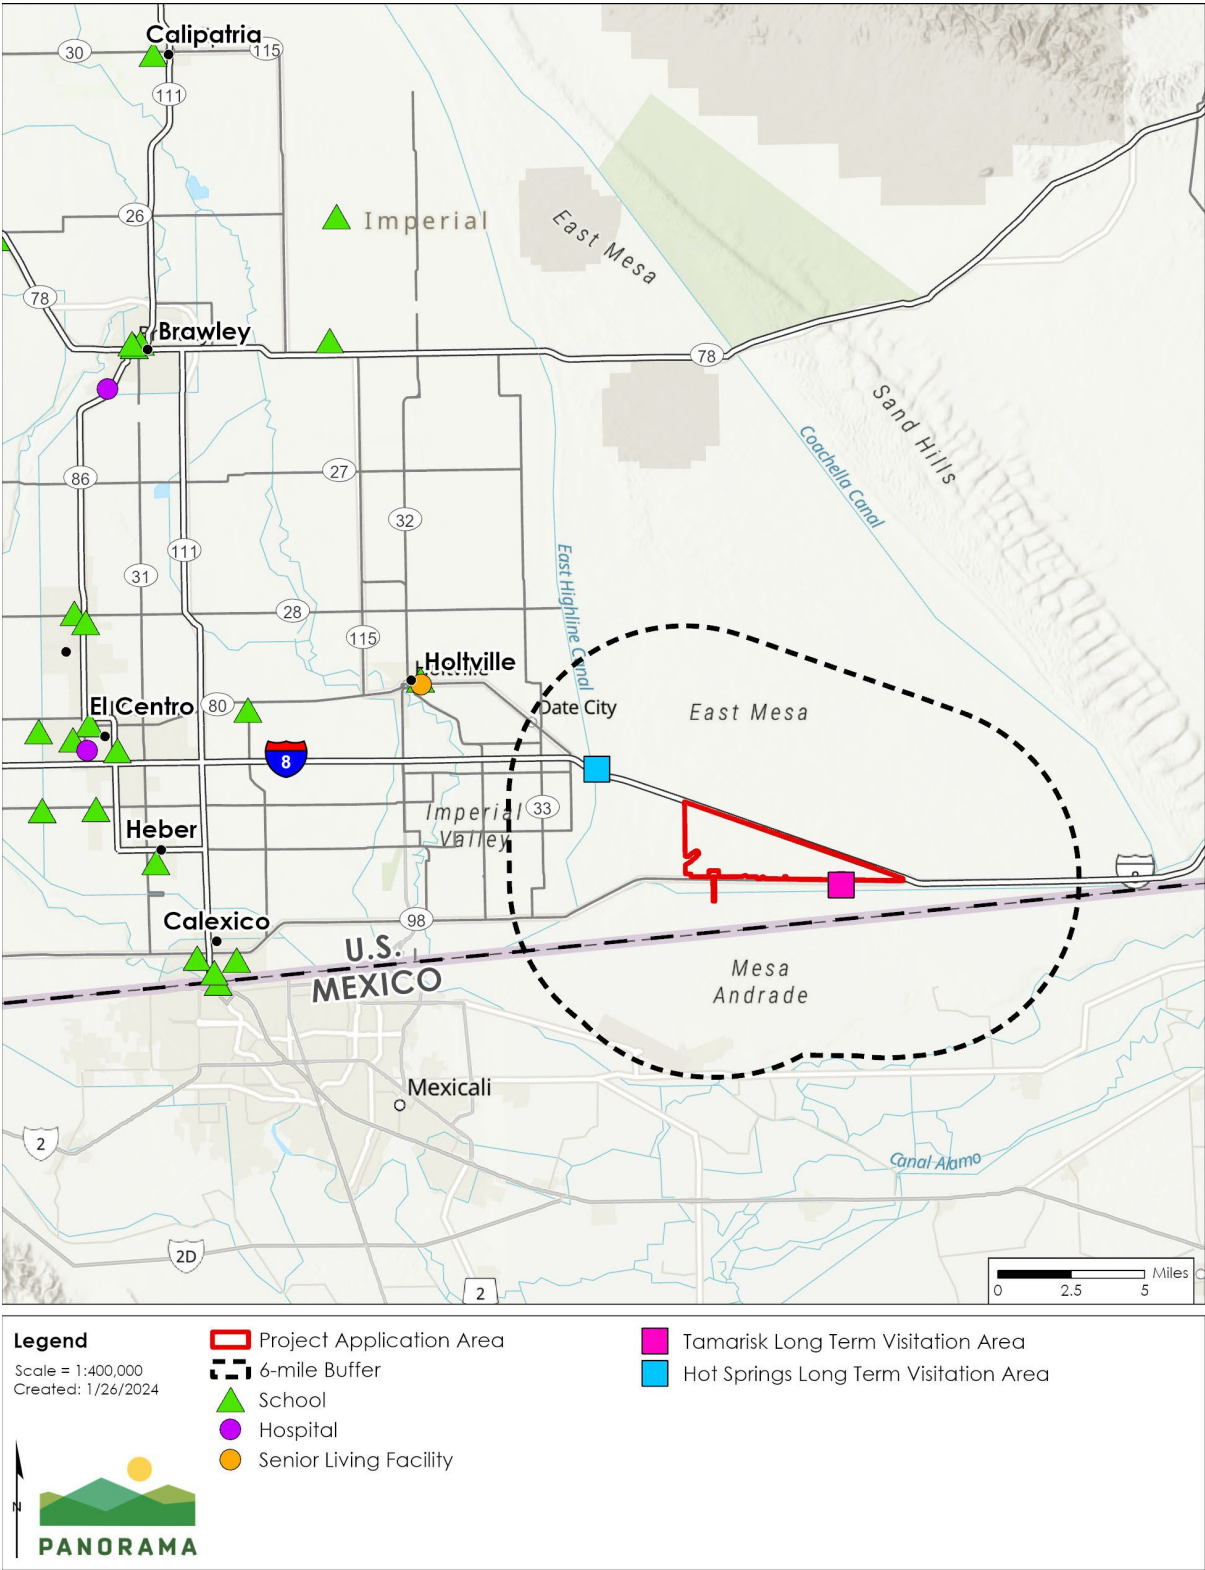 Calipatria
30
115
111
26
Imperial
East Mesa
78
Brawley
78
Sand Hills
Coachella Canal
86
27
32
111
31
East Highline Canal
28
115
Holtville
El Centro
80
Date City
East Mesa
8
Imperial
Valley
33
Heber
8
Calexico
98
U.S.
MEXICO
Mesa
Andrade
Mexicali
2
Canal Alamo
2D
2
Miles
0
2.5
5
Legend
Scale = 1:400,000
Created: 1/26/2024
N
PANORAMA
Project Application Area
6-mile Buffer
School
Hospital
Senior Living Facility
Tamarisk Long Term Visitation Area
Hot Springs Long Term Visitation Area